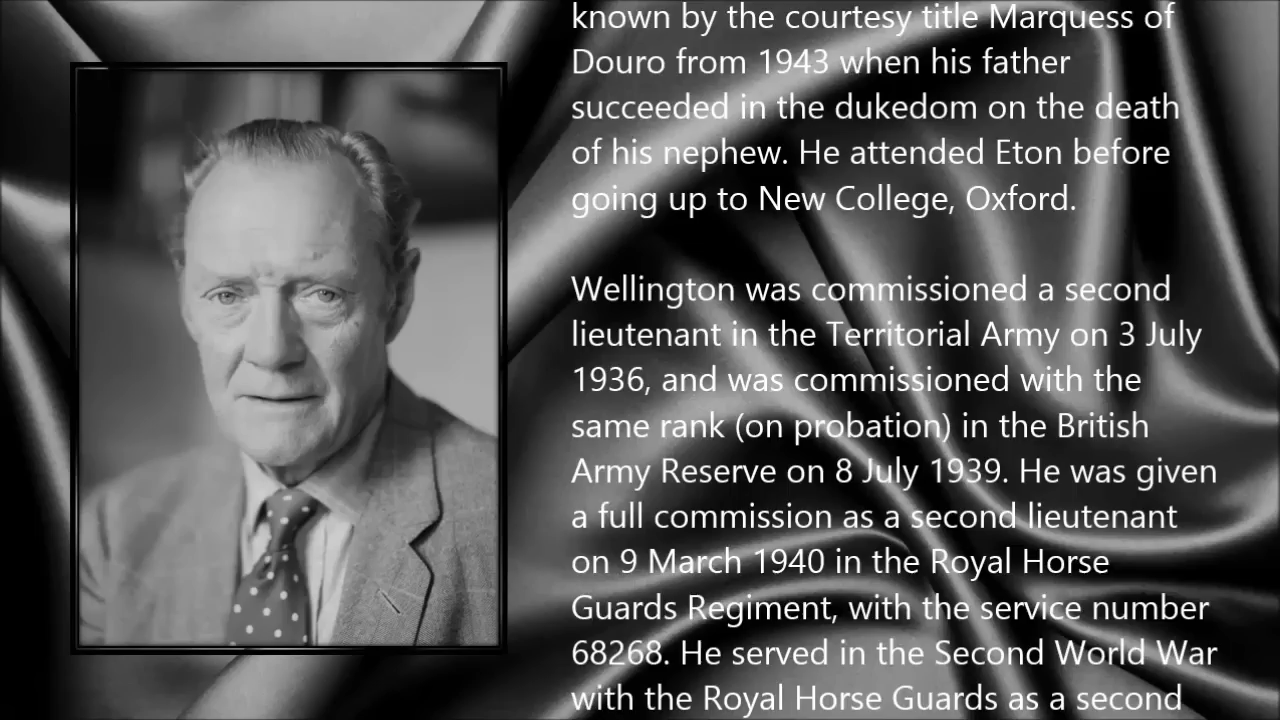 known by the courtesy title Marquess of
Douro from 1943 when his father
succeeded in the dukedom on the death
of his nephew. He attended Eton before
going up to New College, Oxford.
Wellington was commissioned a second
lieutenant in the Territorial Army on 3 July
1936, and was commissioned with the
same rank (on probation) in the British
Army Reserve on 8 July 1939. He was given
a full commission as a second lieutenant
on 9 March 1940 in the Royal Horse
Guards Regiment, with the service number
68268. He served in the Second World War
with the Royal Horse Guards as a second